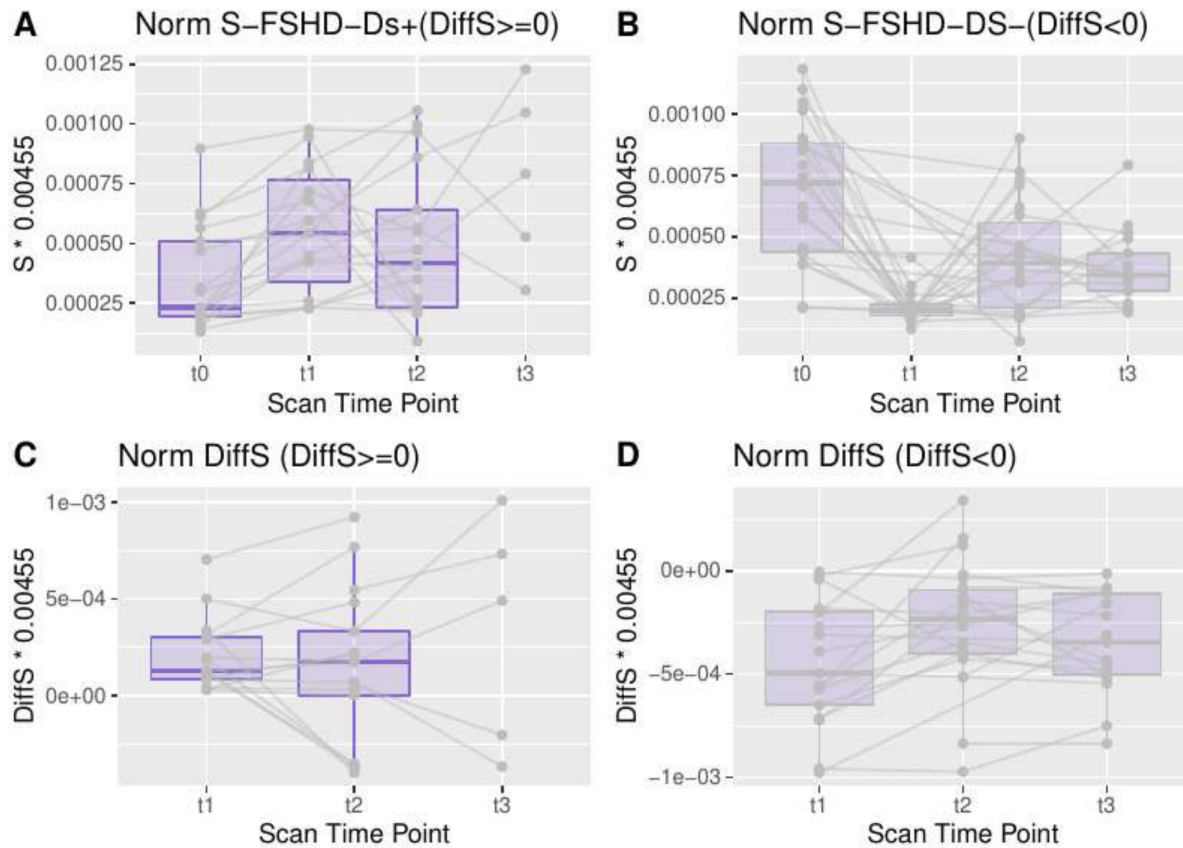 A Norm S−FSHD−Ds+(DiffS>=0)
S* 0.00455
0.00125
0.00100
0.00075
0.00050
0.00025
t0 t1 t2 t3
Scan Time Point
B Norm S−FSHD−DS−(DiffS<0)
S* 0.00455
0.00100
0.00075
0.00050
0.00025
t0 t1 t2 t3
Scan Time Point
C Norm DiffS (DiffS>=0)
DiffS * 0.00455
1e−03
5e−04
0e+00
t1 t2 t3
Scan Time Point
D Norm DiffS (DiffS<0)
DiffS * 0.00455
0e+00
−5e−04
−1e−03
t1 t2 t3
Scan Time Point